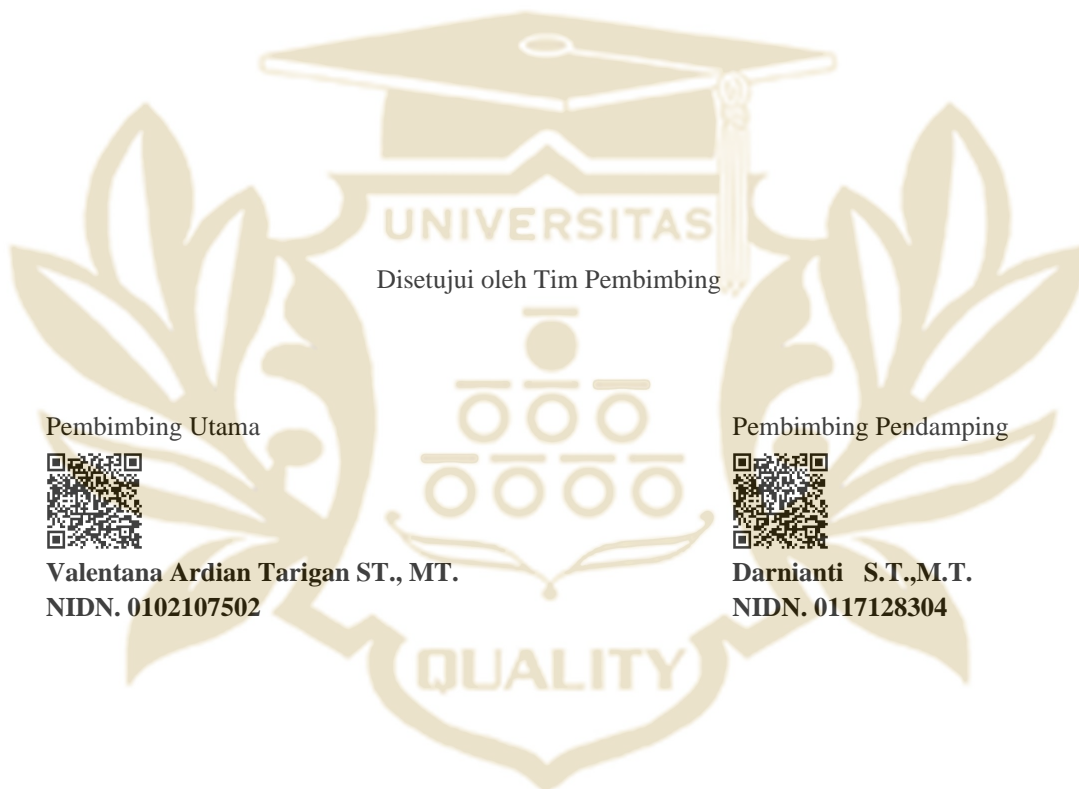 UNIVERSITAS
Disetujui oleh Tim Pembimbing
Pembimbing Utama
Pembimbing Pendamping
Valentana Ardian Tarigan ST., MT.
NIDN. 0102107502
Darnianti S.T.,M.T.
NIDN. 0117128304
QUALITY